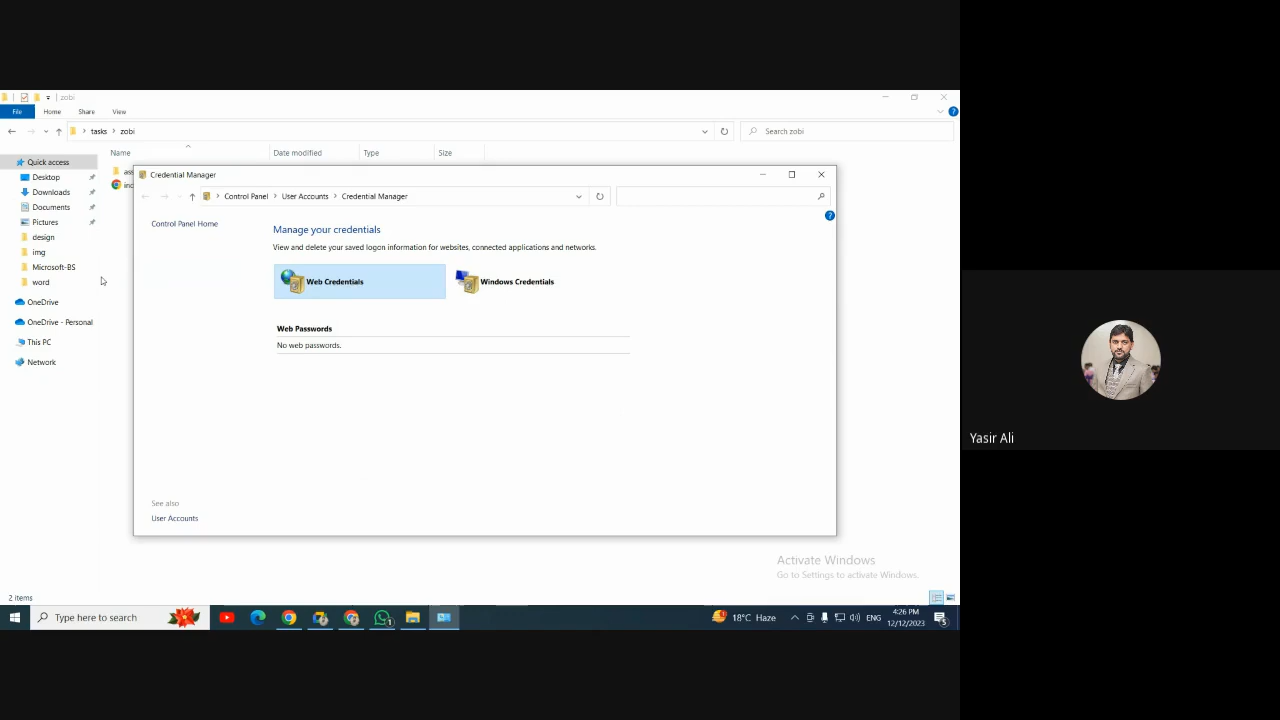 zobi
File Home Share View
tasks zobi
Search zobi
Name Date modified Type Size
Quick access
Desktop
Downloads
Documents
Pictures
design
img
Microsoft-BS
word
OneDrive
OneDrive - Personal
This PC
Network
Credential Manager
Control Panel User Accounts Credential Manager
Control Panel Home
Manage your credentials
View and delete your saved logon information for websites, connected applications and networks.
Web Credentials
Windows Credentials
Web Passwords
No web passwords.
See also
User Accounts
Activate Windows
Go to Settings to activate Windows.
2 items
Type here to search
18°C Haze
ENG
4:26 PM
12/12/2023
Yasir Ali